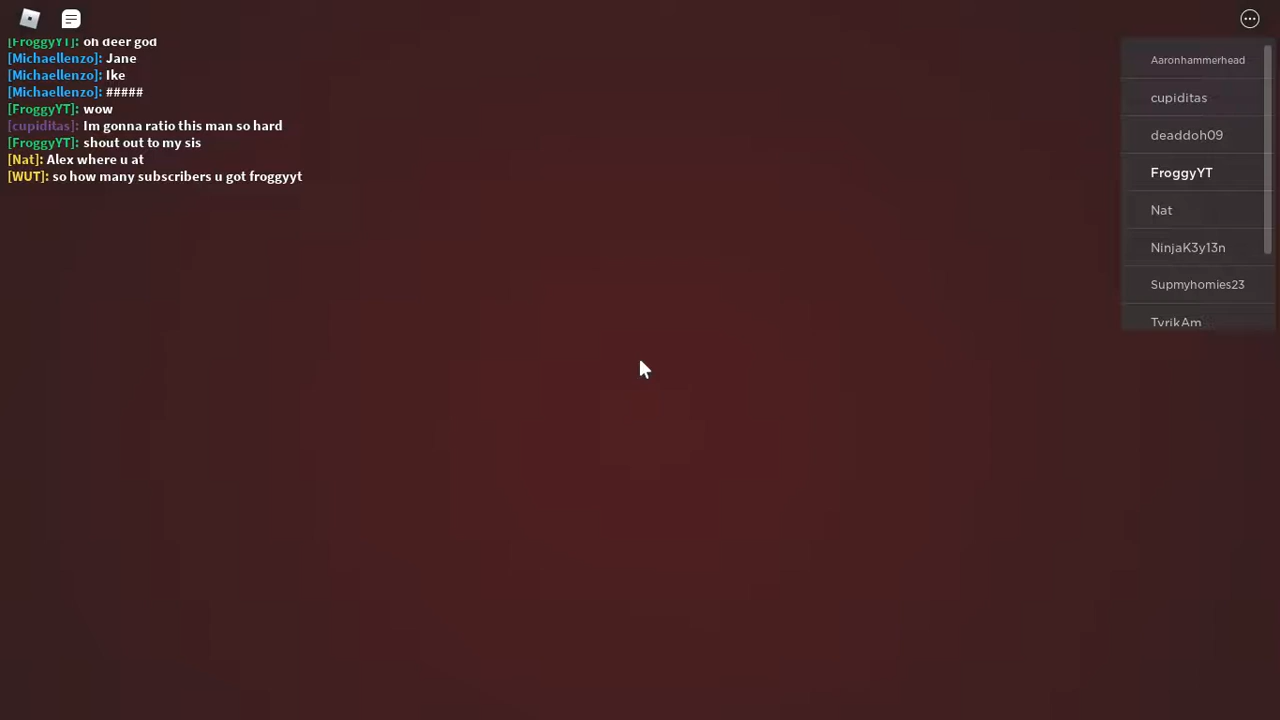 [FroggyYT]: oh deer god
[Michaellenzo]: Jane
[Michaellenzo]: Ike
[Michaellenzo]: #####
[FroggyYT]: wow
[cupiditas]: Im gonna ratio this man so hard
[FroggyYT]: shout out to my sis
[Nat]: Alex where u at
[WUT]: so how many subscribers u got froggyyt
Aaronhammerhead
cupiditas
deaddoh09
FroggyYT
Nat
NinjaK3y13n
Supmyhomies23
TyrikAm